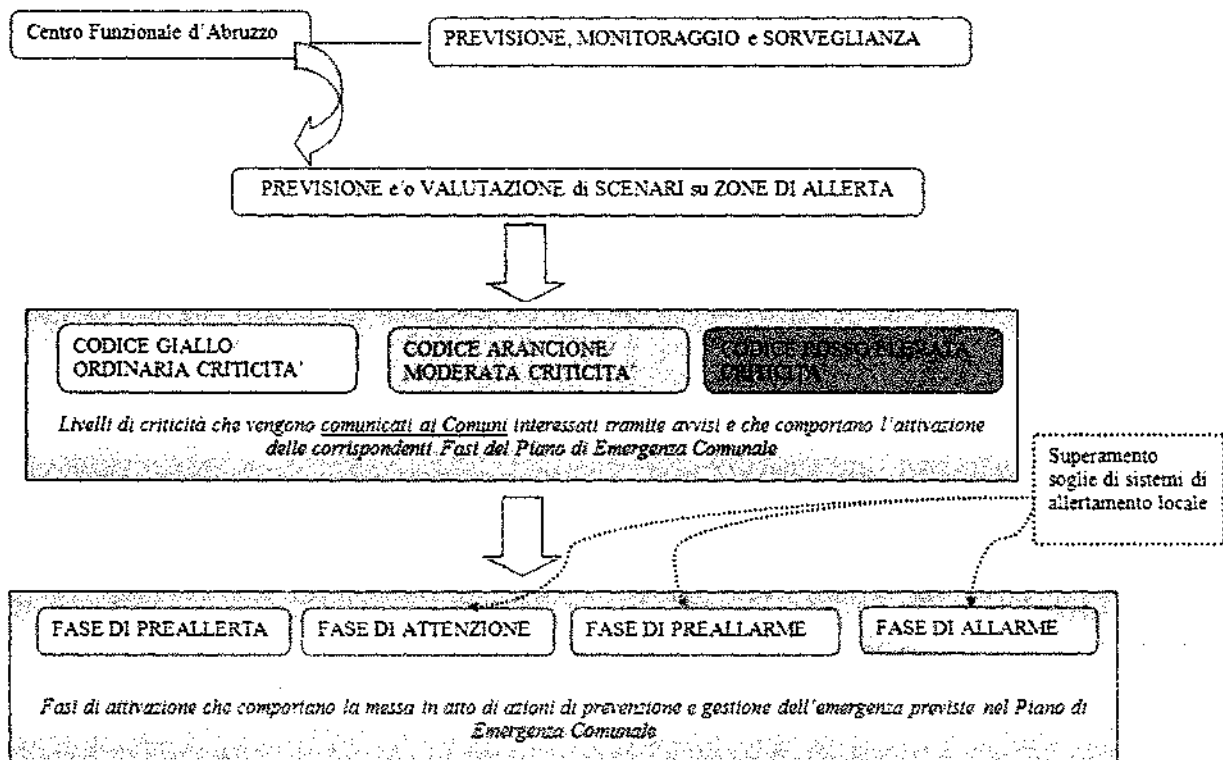 Centro Funzionale d'Abruzzo
PREVISIONE, MONITORAGGIO e SORVEGLIANZA
PREVISIONE e/o VALUTAZIONE di SCENARI su ZONE DI ALLERTA
CODICE GIALLO/
ORDINARIA CRITICITA'
CODICE ARANCIONE/
MODERATA CRITICITA'
CODICE ROSSO/ELEVATA
CRITICITA'
Livelli di criticità che vengono comunicati ai Comuni interessati tramite avvisi e che comportano l'attivazione
delle corrispondenti Fasi del Piano di Emergenza Comunale
Superamento
soglie di sistemi di
allertamento locale
FASE DI PREALLERTA
FASE DI ATTENZIONE
FASE DI PREALLARME
FASE DI ALLARME
Fasi di attivazione che comportano la messa in atto di azioni di prevenzione e gestione dell'emergenza previste nel Piano di
Emergenza Comunale